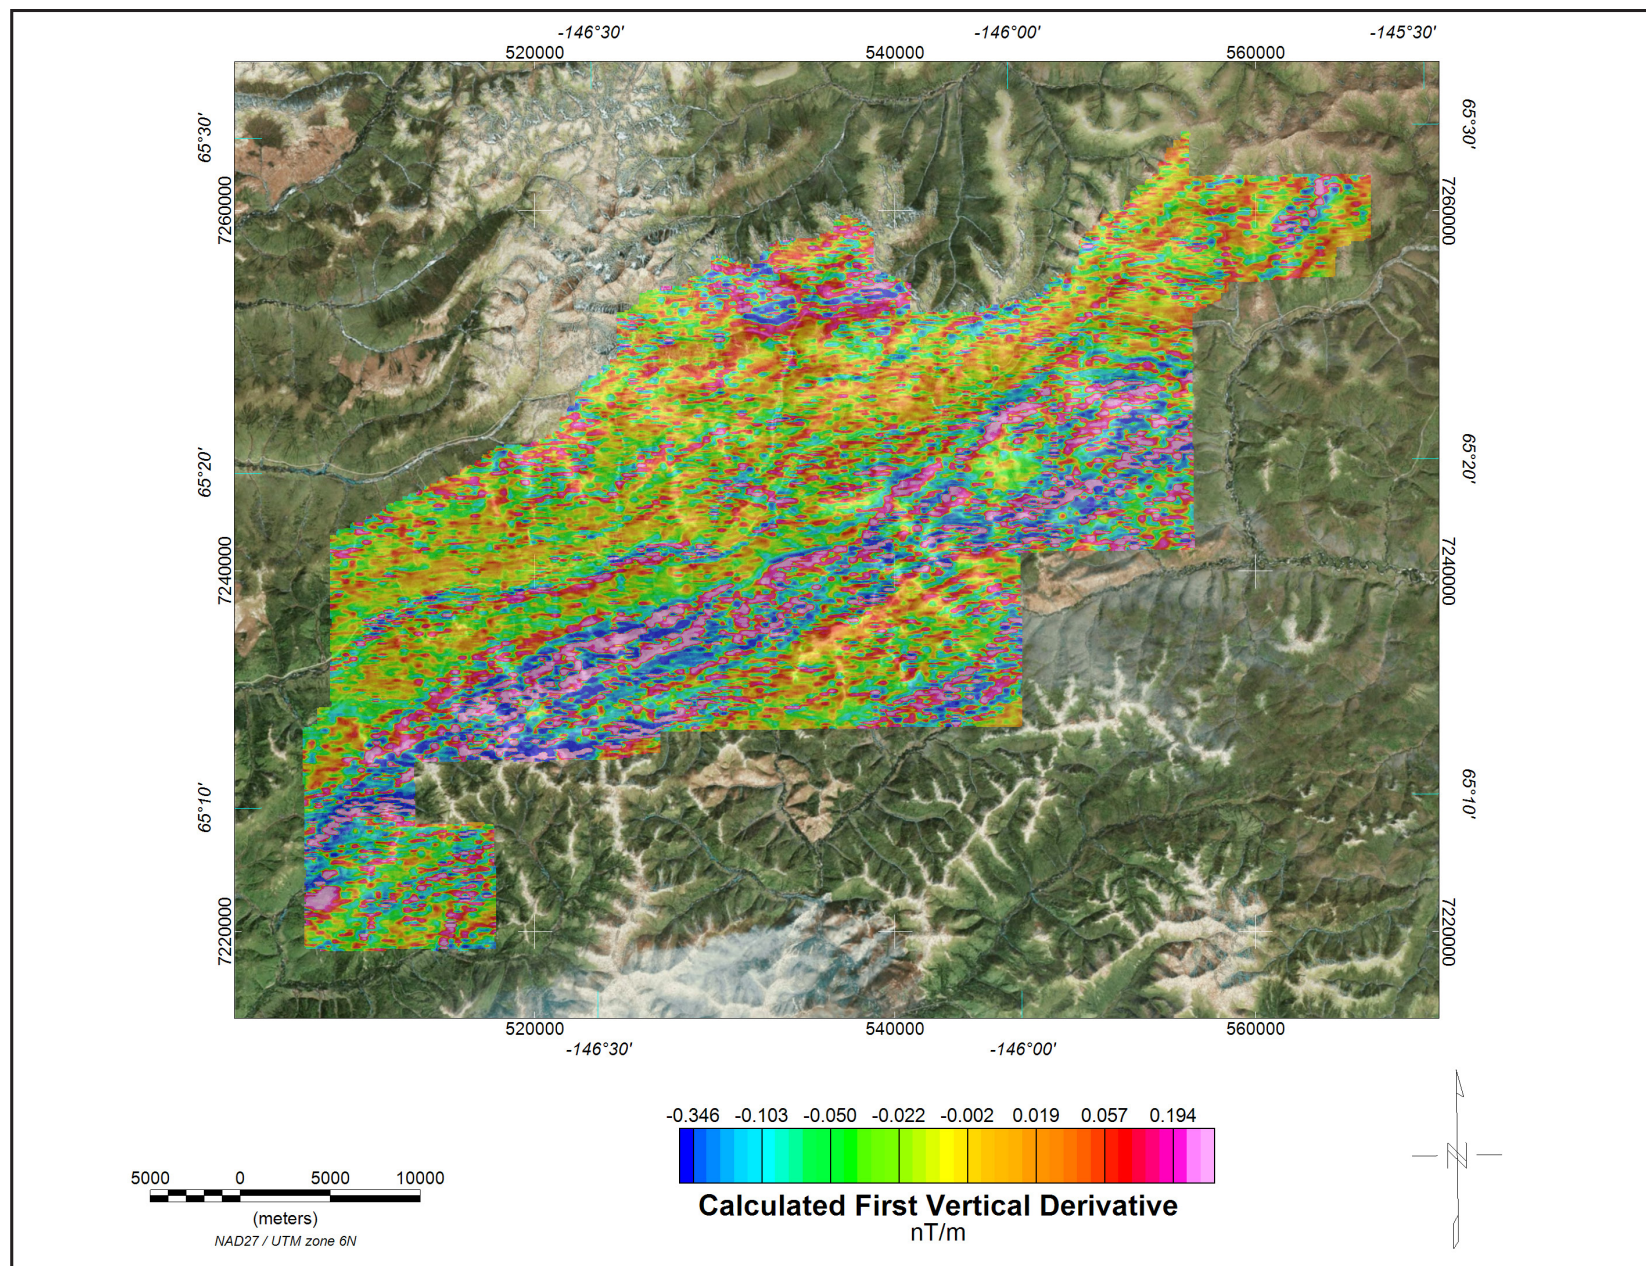 -146°30' -146°00' -145°30'
520000 540000 560000
65°30' 65°30'
7260000 7260000
65°20' 65°20'
7240000 7240000
65°10' 65°10'
7220000 7220000
520000 540000 560000
-146°30' -146°00'
-0.346 -0.103 -0.050 -0.022 -0.002 0.019 0.057 0.194
5000 0 5000 10000
(meters)
NAD27 / UTM zone 6N
Calculated First Vertical Derivative
nT/m
N